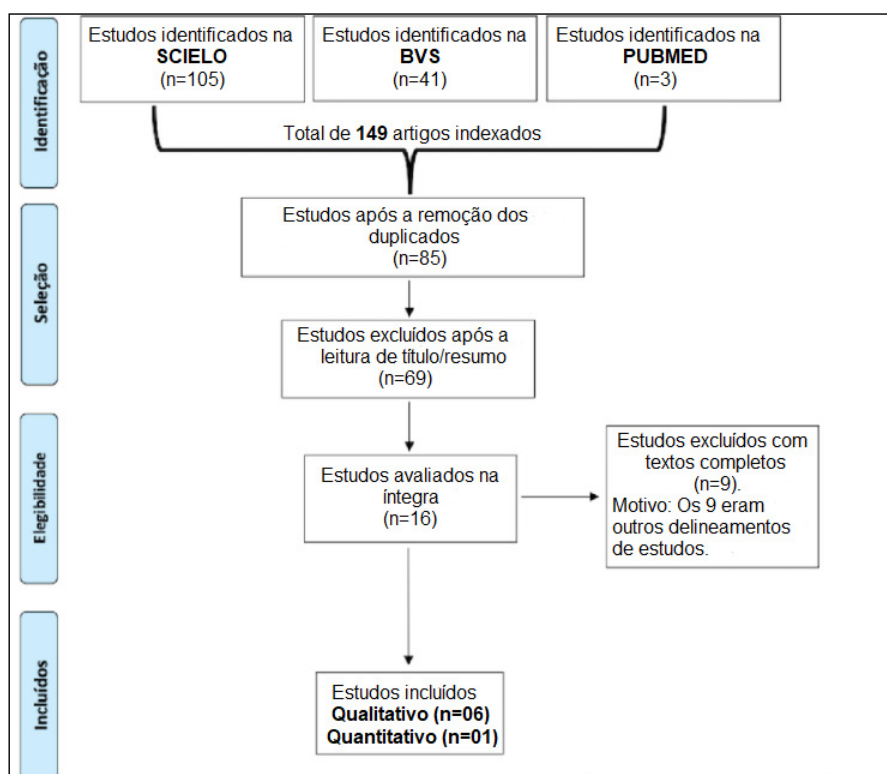 Identificação
Estudos identificados na
SCIELO
(n=105)
Estudos identificados na
BVS
(n=41)
Estudos identificados na
PUBMED
(n=3)
Total de 149 artigos indexados
Seleção
Estudos após a remoção dos
duplicados
(n=85)
Estudos excluídos após a
leitura de título/resumo
(n=69)
Elegibilidade
Estudos avaliados na
íntegra
(n=16)
Estudos excluídos com
textos completos
(n=9).
Motivo: Os 9 eram
outros delineamentos
de estudos.
Incluídos
Estudos incluídos
Qualitativo (n=06)
Quantitativo (n=01)